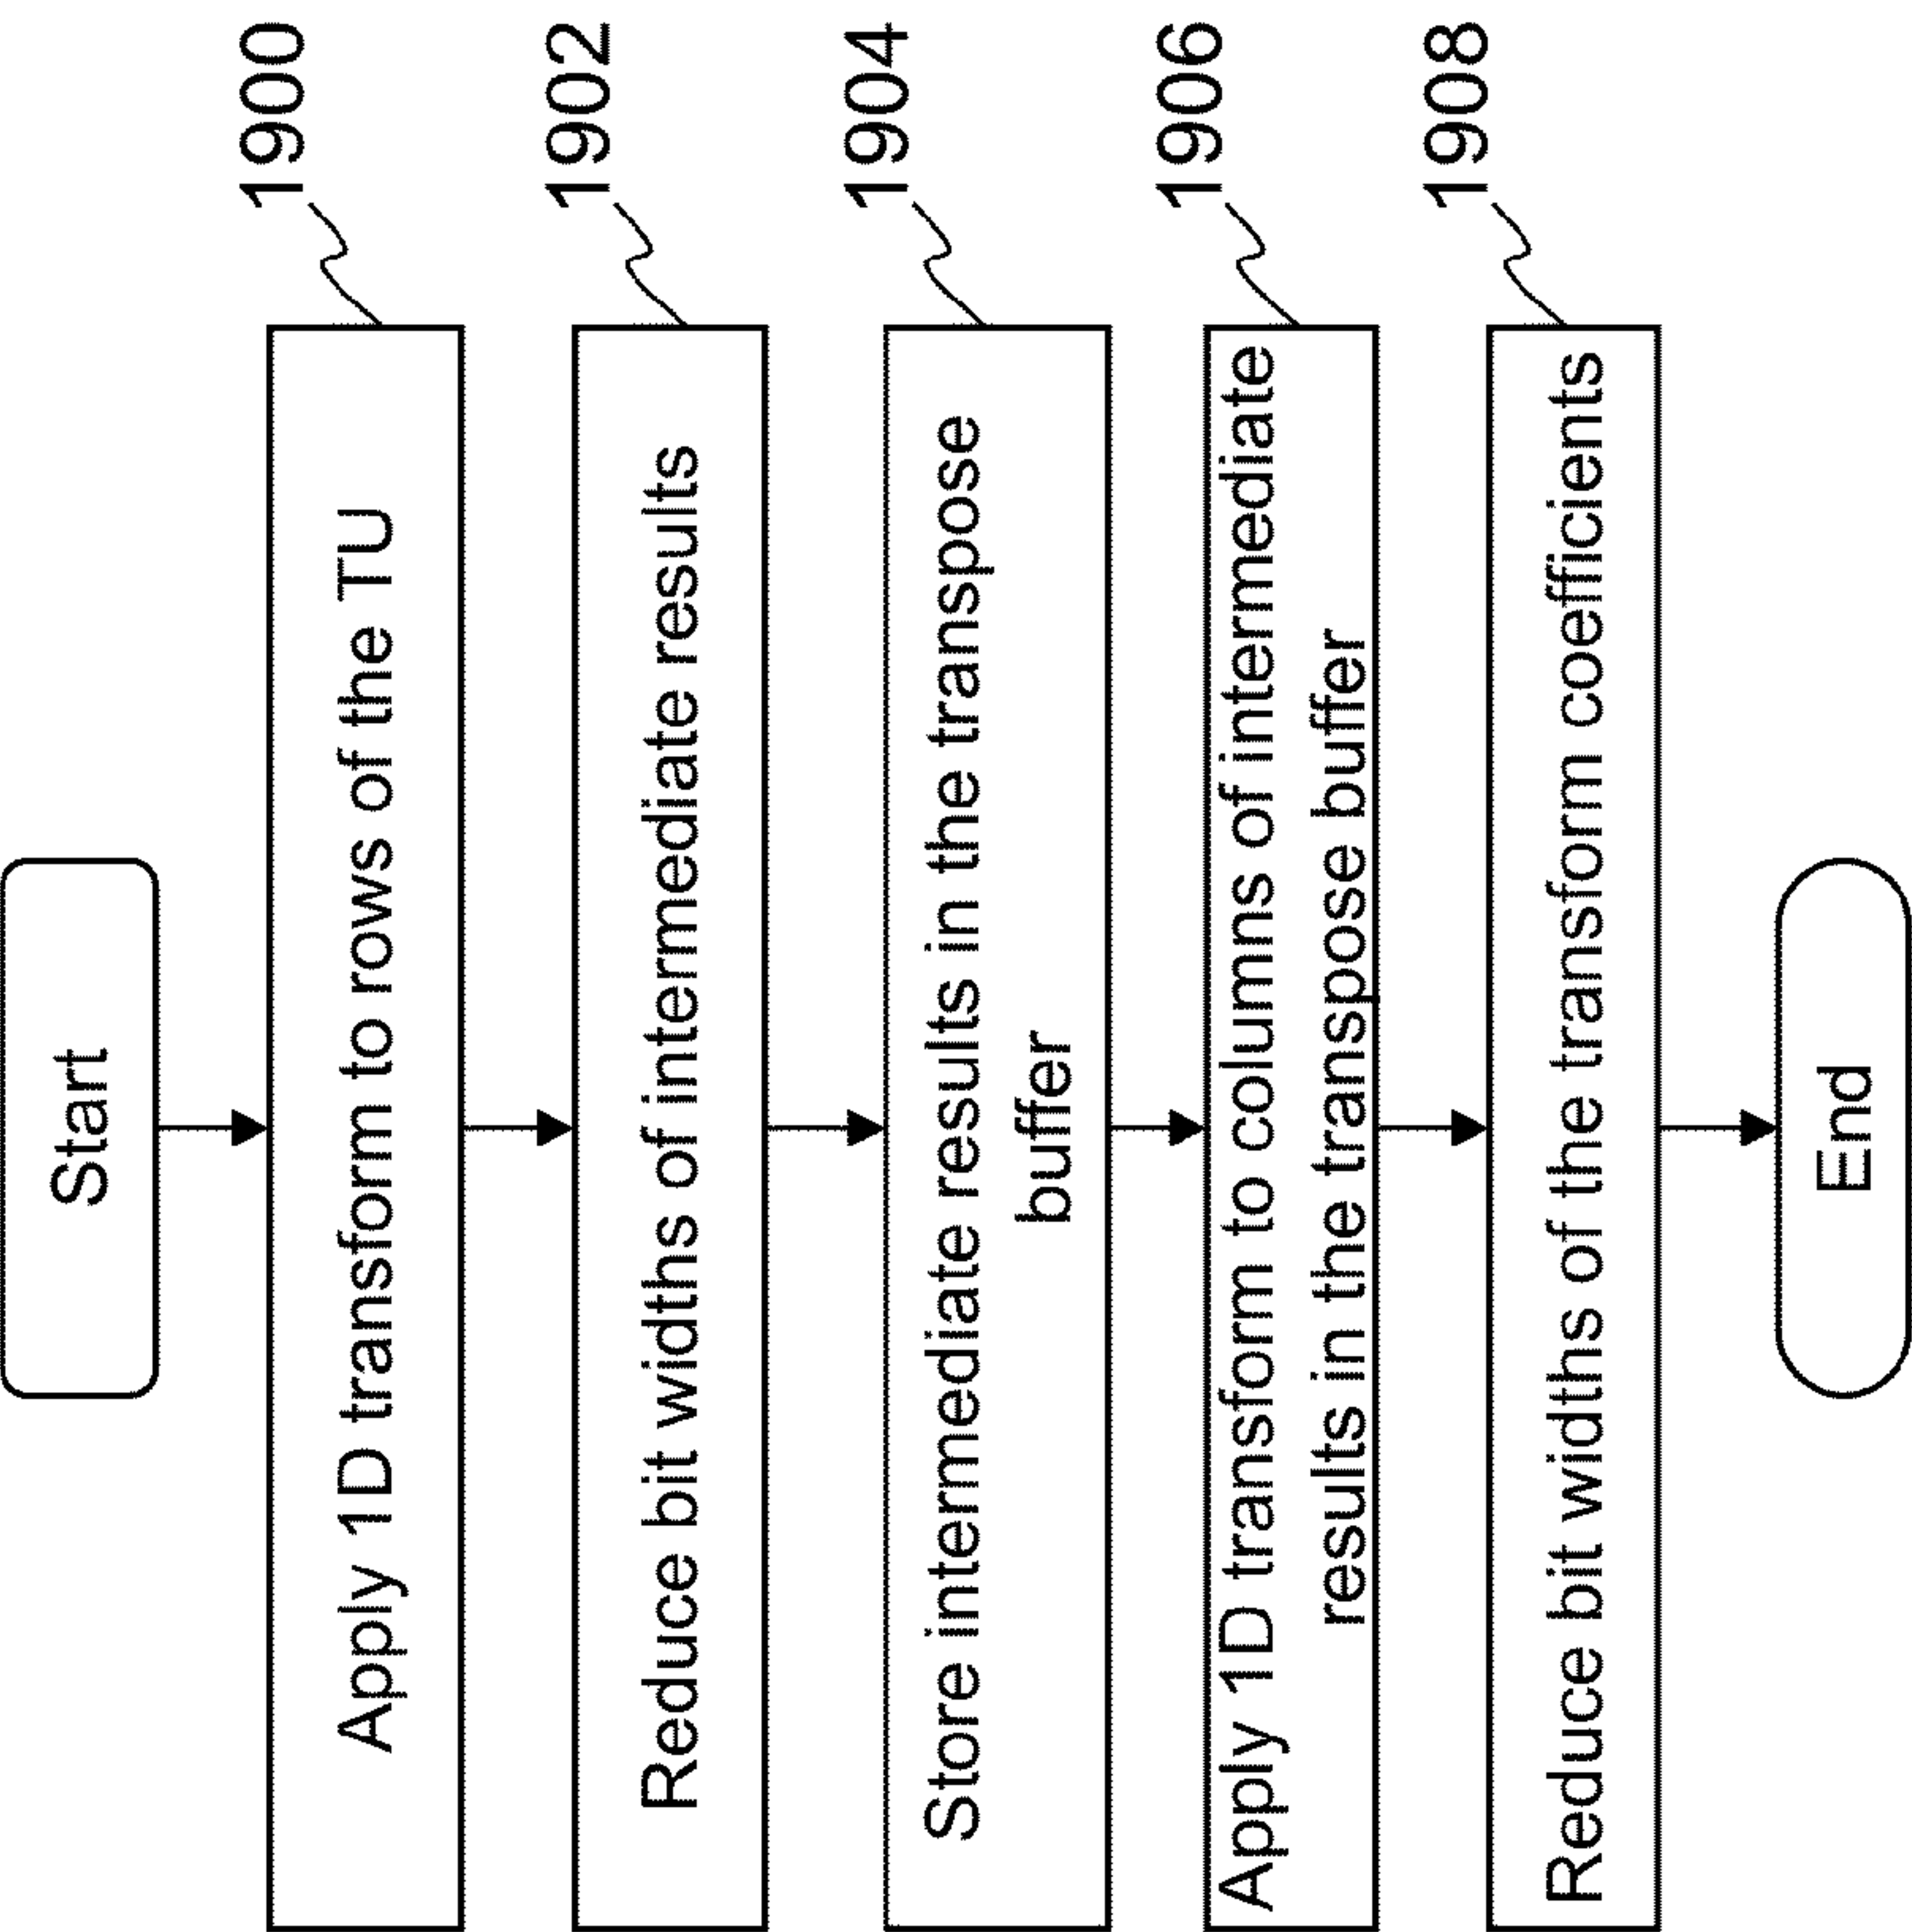 Start
Apply 1D transform to rows of the TU
1900
Reduce bit widths of intermediate results
1902
Store intermediate results in the transpose
buffer
1904
Apply 1D transform to columns of intermediate
results in the transpose buffer
1906
Reduce bit widths of the transform coefficients
1908
End